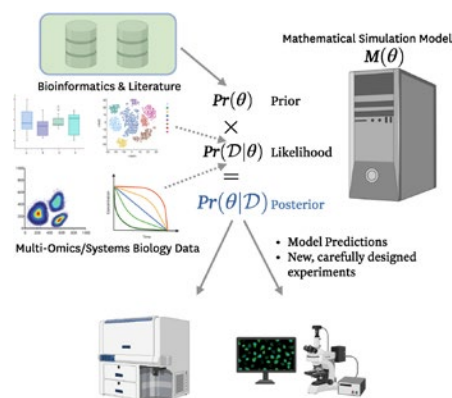 Mathematical Simulation Model
M(θ)
Bioinformatics & Literature
Pr(θ) Prior
×
Pr(D|θ) Likelihood
=
Pr(θ|D) Posterior
Multi-Omics/Systems Biology Data
• Model Predictions
• New, carefully designed
experiments